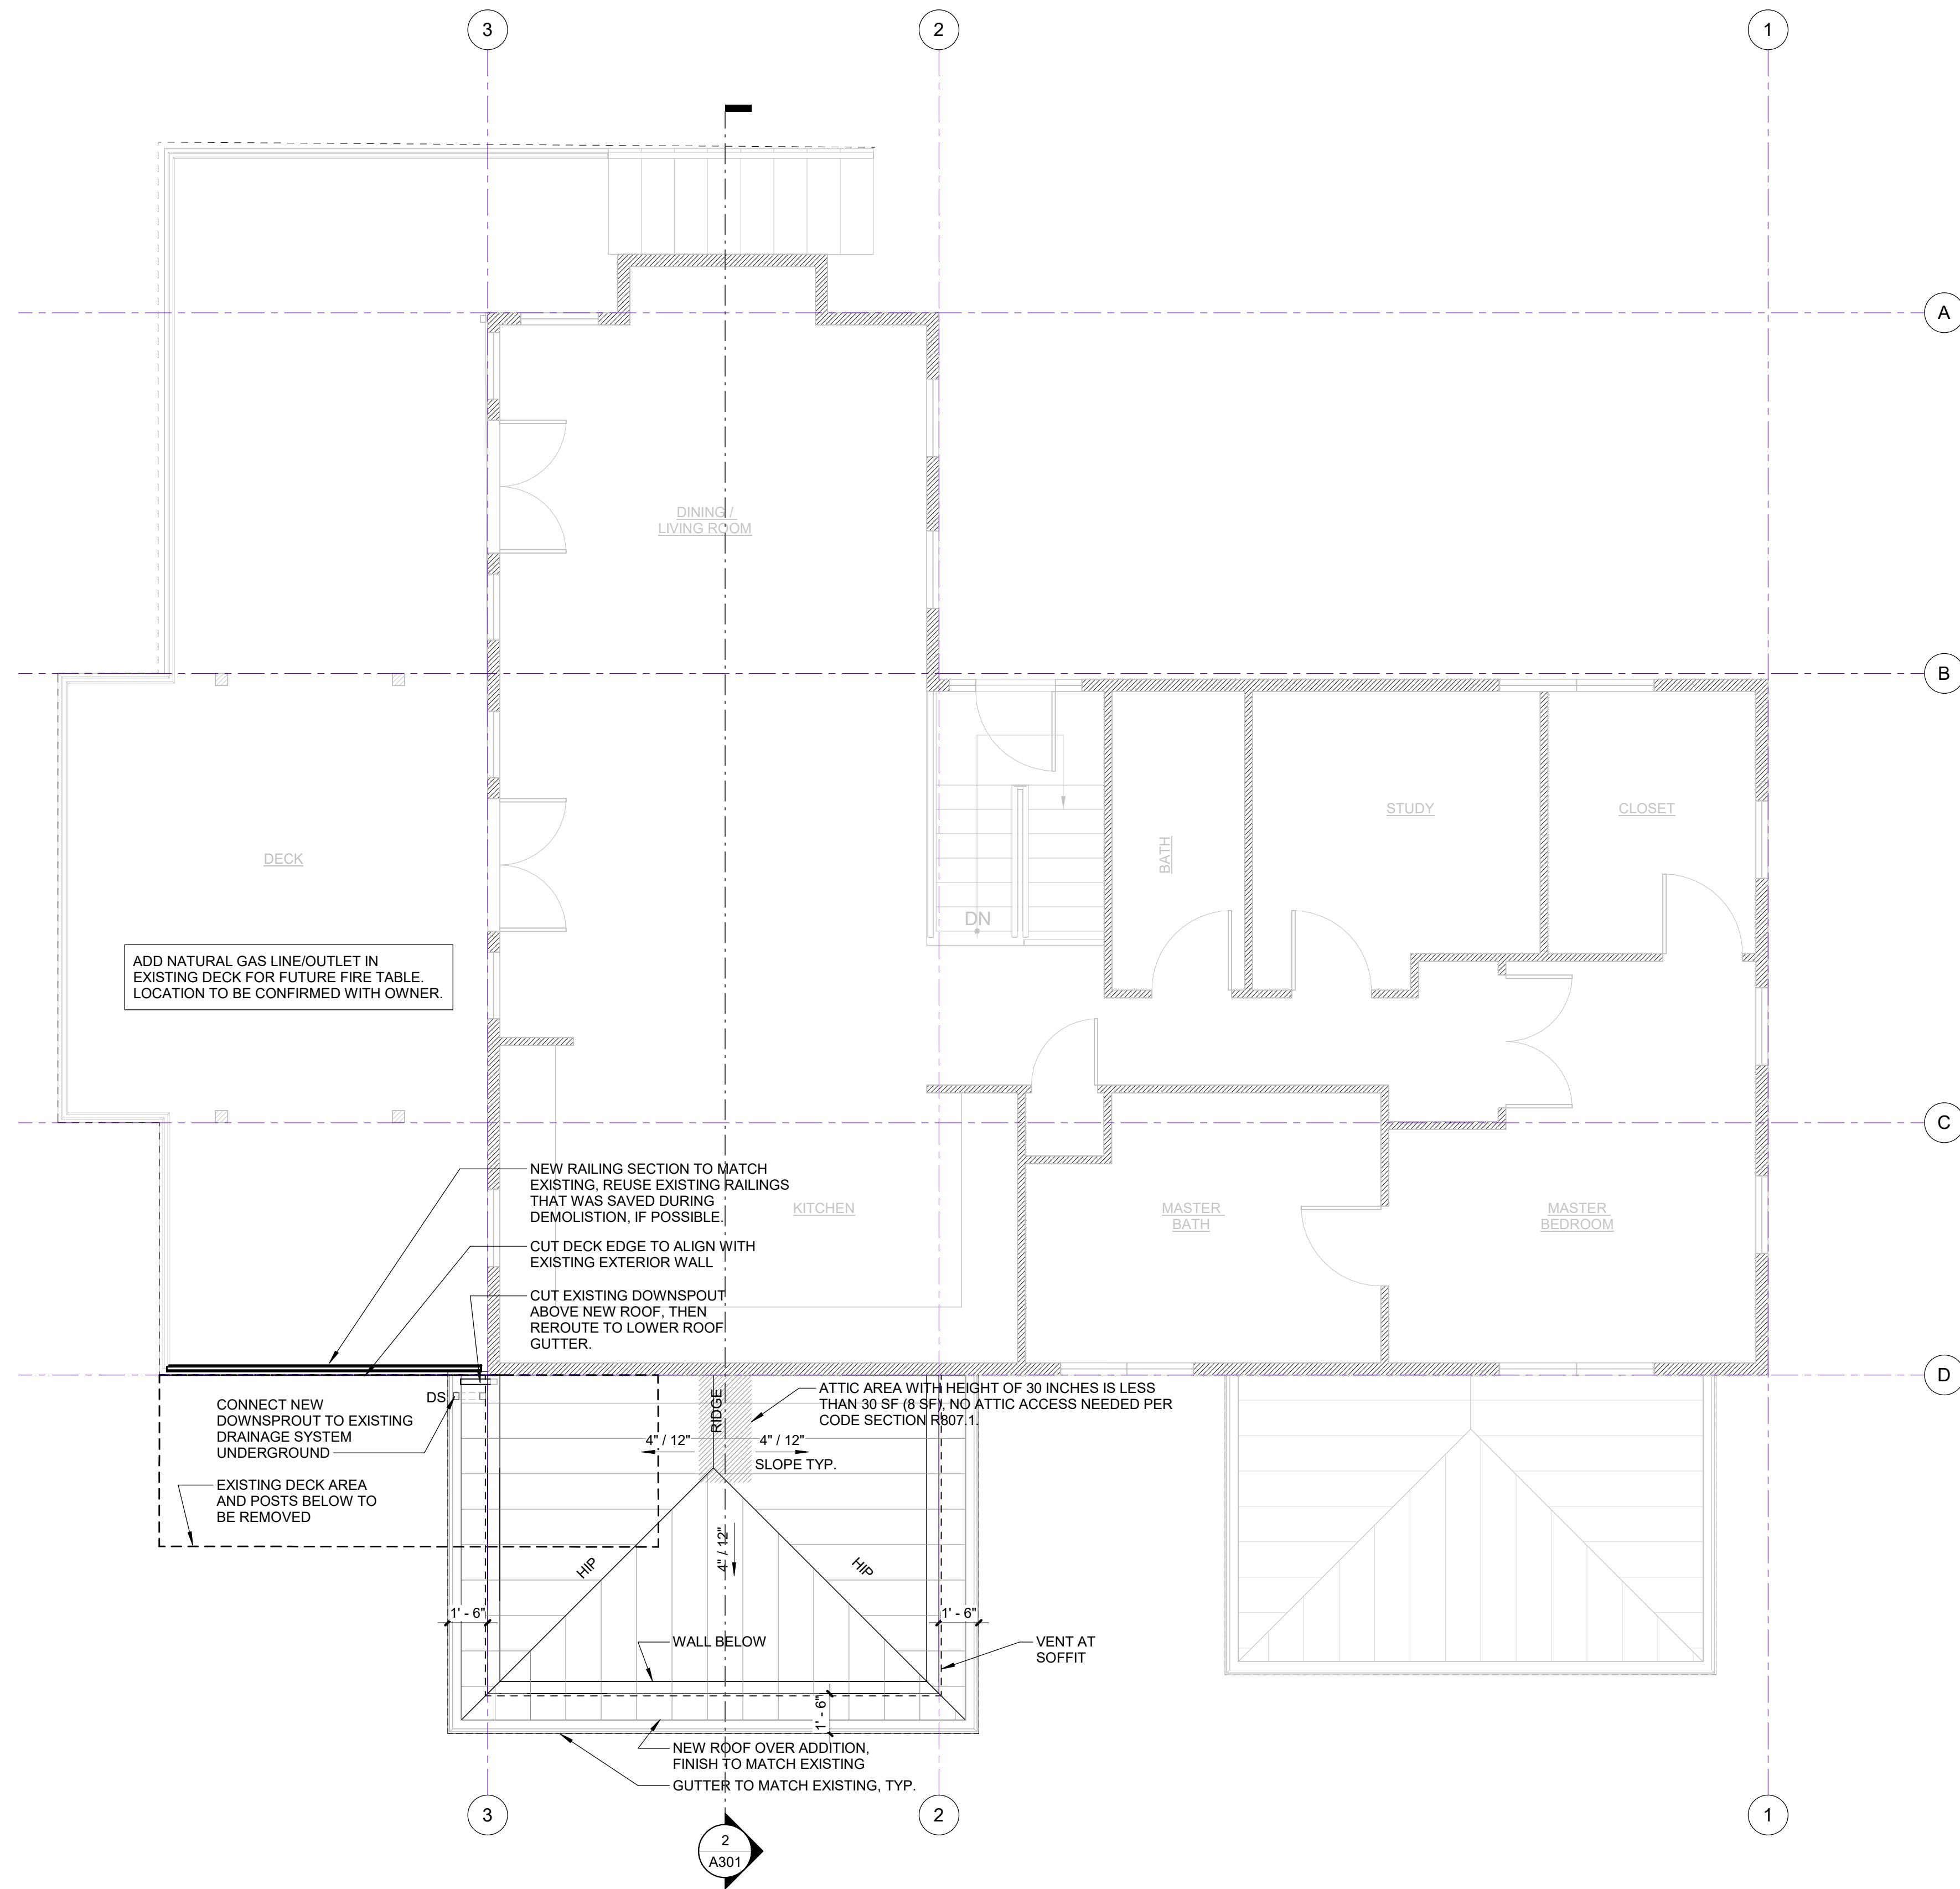 3
2
1
A
DINING /
LIVING ROOM
B
STUDY
CLOSET
BATH
DECK
DN
ADD NATURAL GAS LINE/OUTLET IN
EXISTING DECK FOR FUTURE FIRE TABLE.
LOCATION TO BE CONFIRMED WITH OWNER.
C
NEW RAILING SECTION TO MATCH
EXISTING, REUSE EXISTING RAILINGS
THAT WAS SAVED DURING
DEMOLISTION, IF POSSIBLE.
KITCHEN
MASTER
BATH
MASTER
BEDROOM
CUT DECK EDGE TO ALIGN WITH
EXISTING EXTERIOR WALL
CUT EXISTING DOWNSPOUT
ABOVE NEW ROOF, THEN
REROUTE TO LOWER ROOF
GUTTER.
D
DS
CONNECT NEW
DOWNSPROUT TO EXISTING
DRAINAGE SYSTEM
UNDERGROUND
RIDGE
ATTIC AREA WITH HEIGHT OF 30 INCHES IS LESS
THAN 30 SF (8 SF), NO ATTIC ACCESS NEEDED PER
CODE SECTION R807.1.
4" / 12"
4" / 12"
SLOPE TYP.
EXISTING DECK AREA
AND POSTS BELOW TO
BE REMOVED
4" / 12"
HIP
HIP
1' - 6"
1' - 6"
WALL BELOW
VENT AT
SOFFIT
1' - 6"
NEW ROOF OVER ADDITION,
FINISH TO MATCH EXISTING
GUTTER TO MATCH EXISTING, TYP.
3
2
1
2
A301